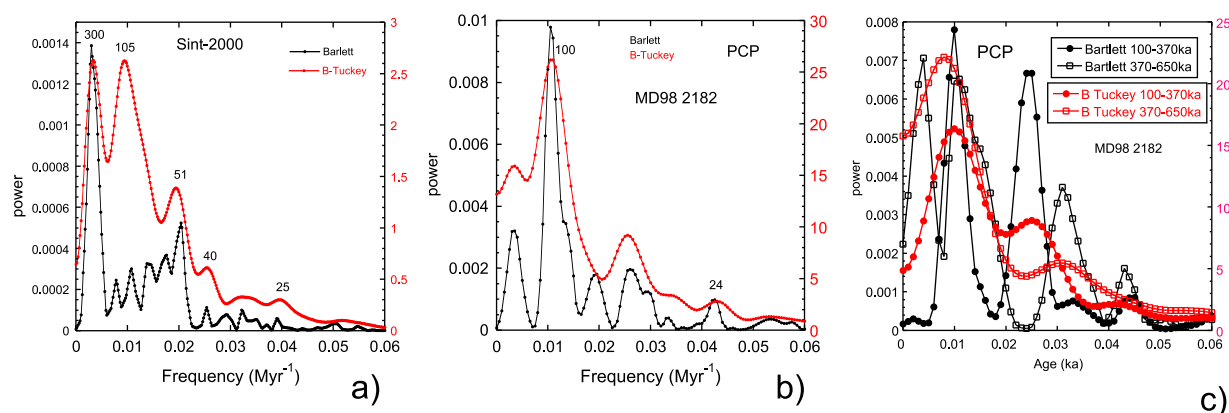 Sint-2000
300
105
51
40
25
Barlett
B-Tuckey
power
0.0014
0.0012
0.001
0.0008
0.0006
0.0004
0.0002
0
3
2.5
2
1.5
1
0.5
0
0 0.01 0.02 0.03 0.04 0.05 0.06
Frequency (Myr-1)
a)
Barlett
B-Tuckey
PCP
100
MD98 2182
24
power
0.01
0.008
0.006
0.004
0.002
0
30
25
20
15
10
5
0
0 0.01 0.02 0.03 0.04 0.05 0.06
Frequency (Myr-1)
b)
PCP
Bartlett 100-370ka
Bartlett 370-650ka
B Tuckey 100-370ka
B Tuckey 370-650ka
MD98 2182
power
0.008
0.007
0.006
0.005
0.004
0.003
0.002
0.001
0
25
20
15
10
5
0
0 0.01 0.02 0.03 0.04 0.05 0.06
Age (ka)
c)